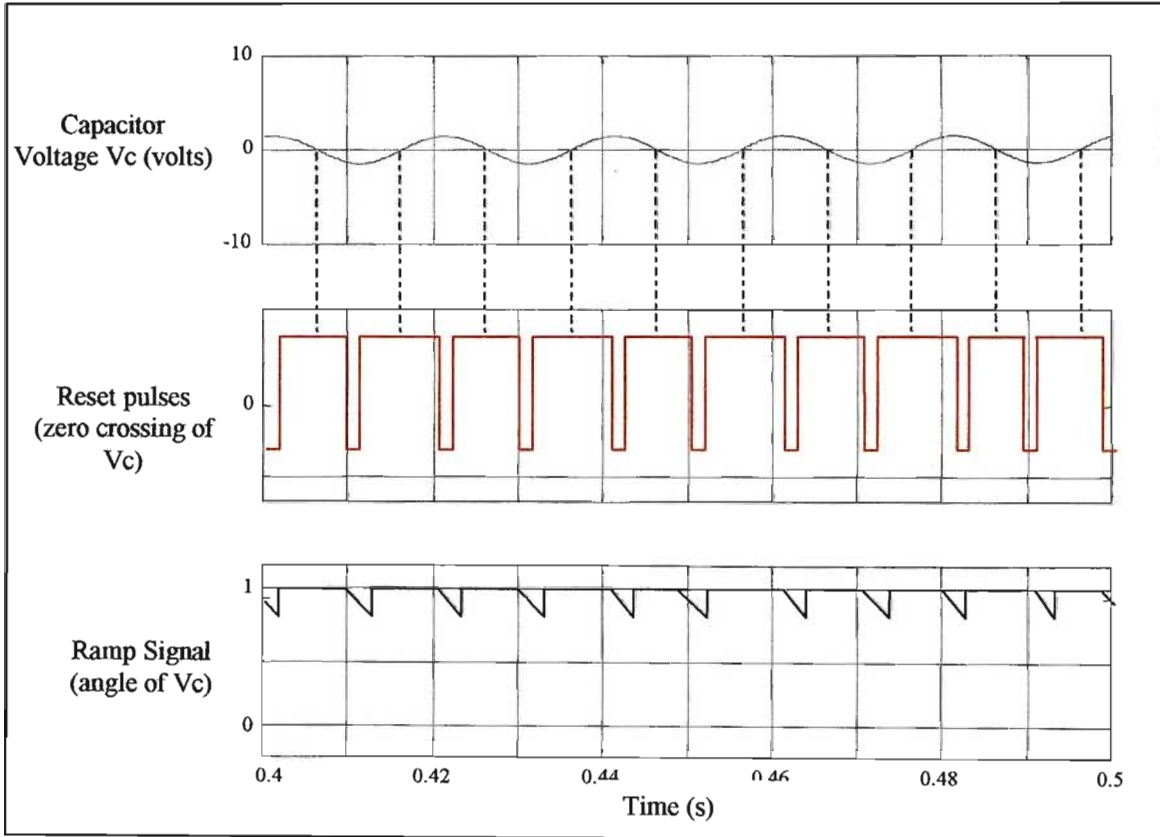 10
Capacitor
Voltage Vc (volts)
0
-10
Reset pulses
0
(zero crossing of
Vc)
1
Ramp Signal
(angle of Vc)
0
0.4
0.42
0.44
0.46
0.48
0.5
Time (s)